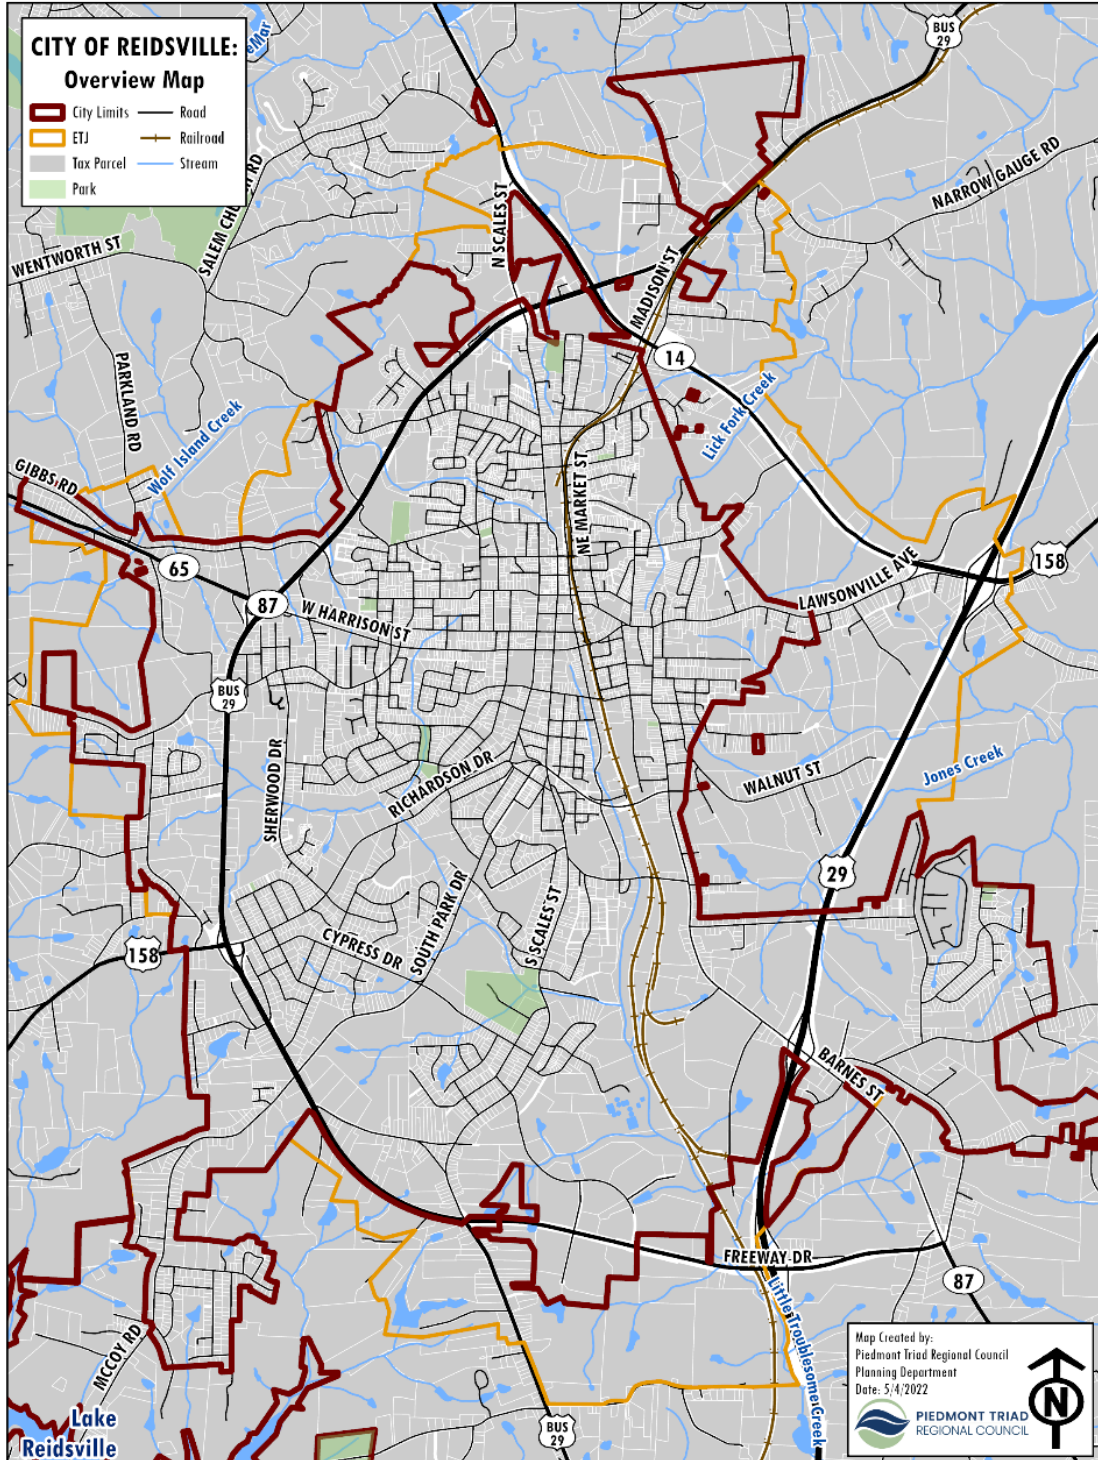 CITY OF REIDSVILLE:
Overview Map
City Limits
Road
ETJ
Railroad
Tax Parcel
Stream
Park
eMar
BUS
29
NARROW GAUGE RD
SALEM CHURCH RD
WENTWORTH ST
N SCALES ST
MADISON ST
14
PARKLAND RD
Lick Fork Creek
Wolf Island Creek
GIBBS RD
NE MARKET ST
65
158
LAWSONVILLE AVE
87
W HARRISON ST
BUS
29
SHERWOOD DR
RICHARDSON DR
WALNUT ST
Jones Creek
29
SOUTH PARK DR
S SCALES ST
CYPRESS DR
158
BARNES ST
FREEWAY DR
87
Little Troublesome Creek
MCCOY RD
Lake
Reidsville
BUS
29
Map Created by:
Piedmont Triad Regional Council
Planning Department
Date: 5/4/2022
N
PIEDMONT TRIAD
REGIONAL COUNCIL